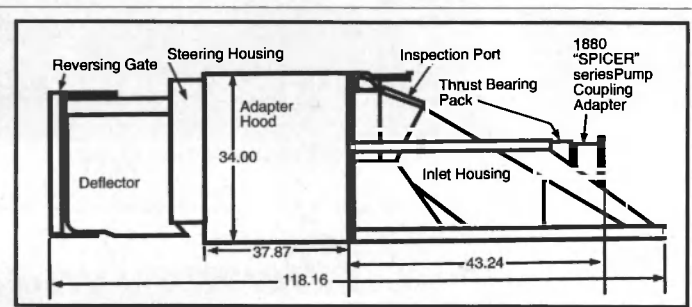 Reversing Gate
Steering Housing
Inspection Port
1880
"SPICER"
seriesPump
Coupling
Adapter
Thrust Bearing
Pack
Adapter
Hood
34.00
Deflector
Inlet Housing
37.87
43.24
118.16